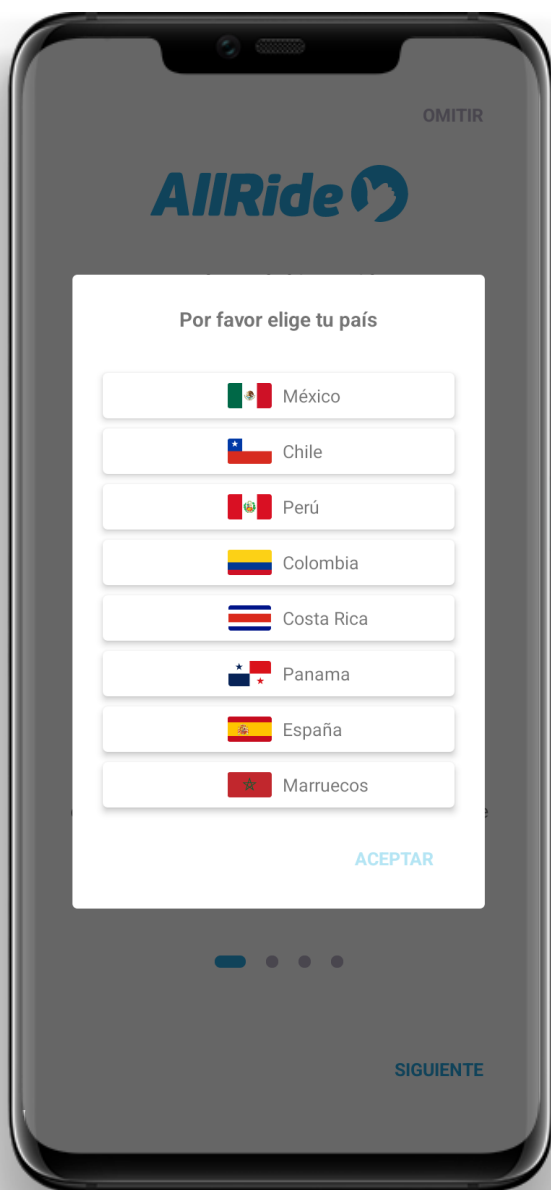 OMITIR
AllRide
Por favor elige tu país
México
Chile
Perú
Colombia
Costa Rica
Panama
España
Marruecos
ACEPTAR
SIGUIENTE